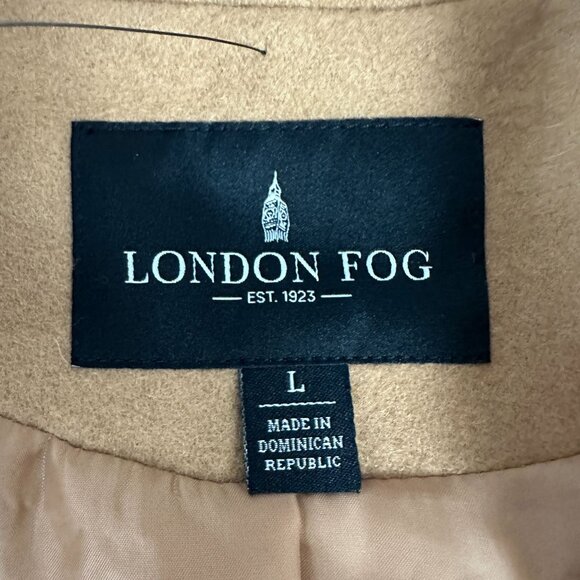 LONDON FOG
EST. 1923
L
MADE IN
DOMINICAN
REPUBLIC